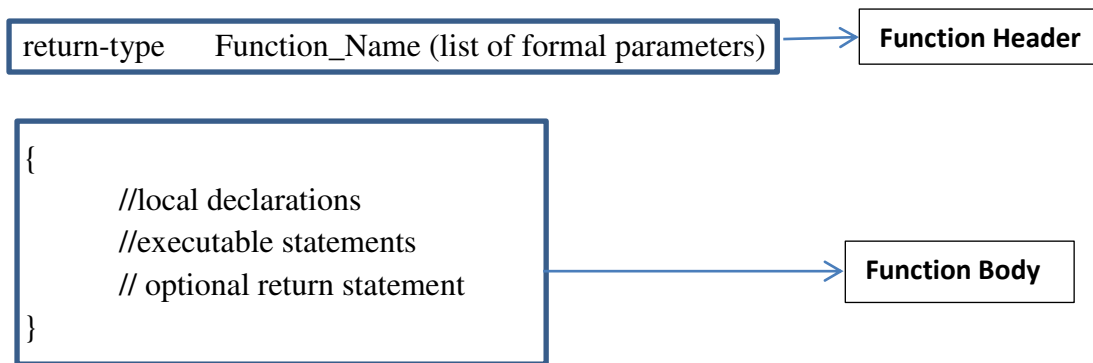 return-type Function_Name (list of formal parameters)
Function Header
{
//local declarations
//executable statements
// optional return statement
}
Function Body